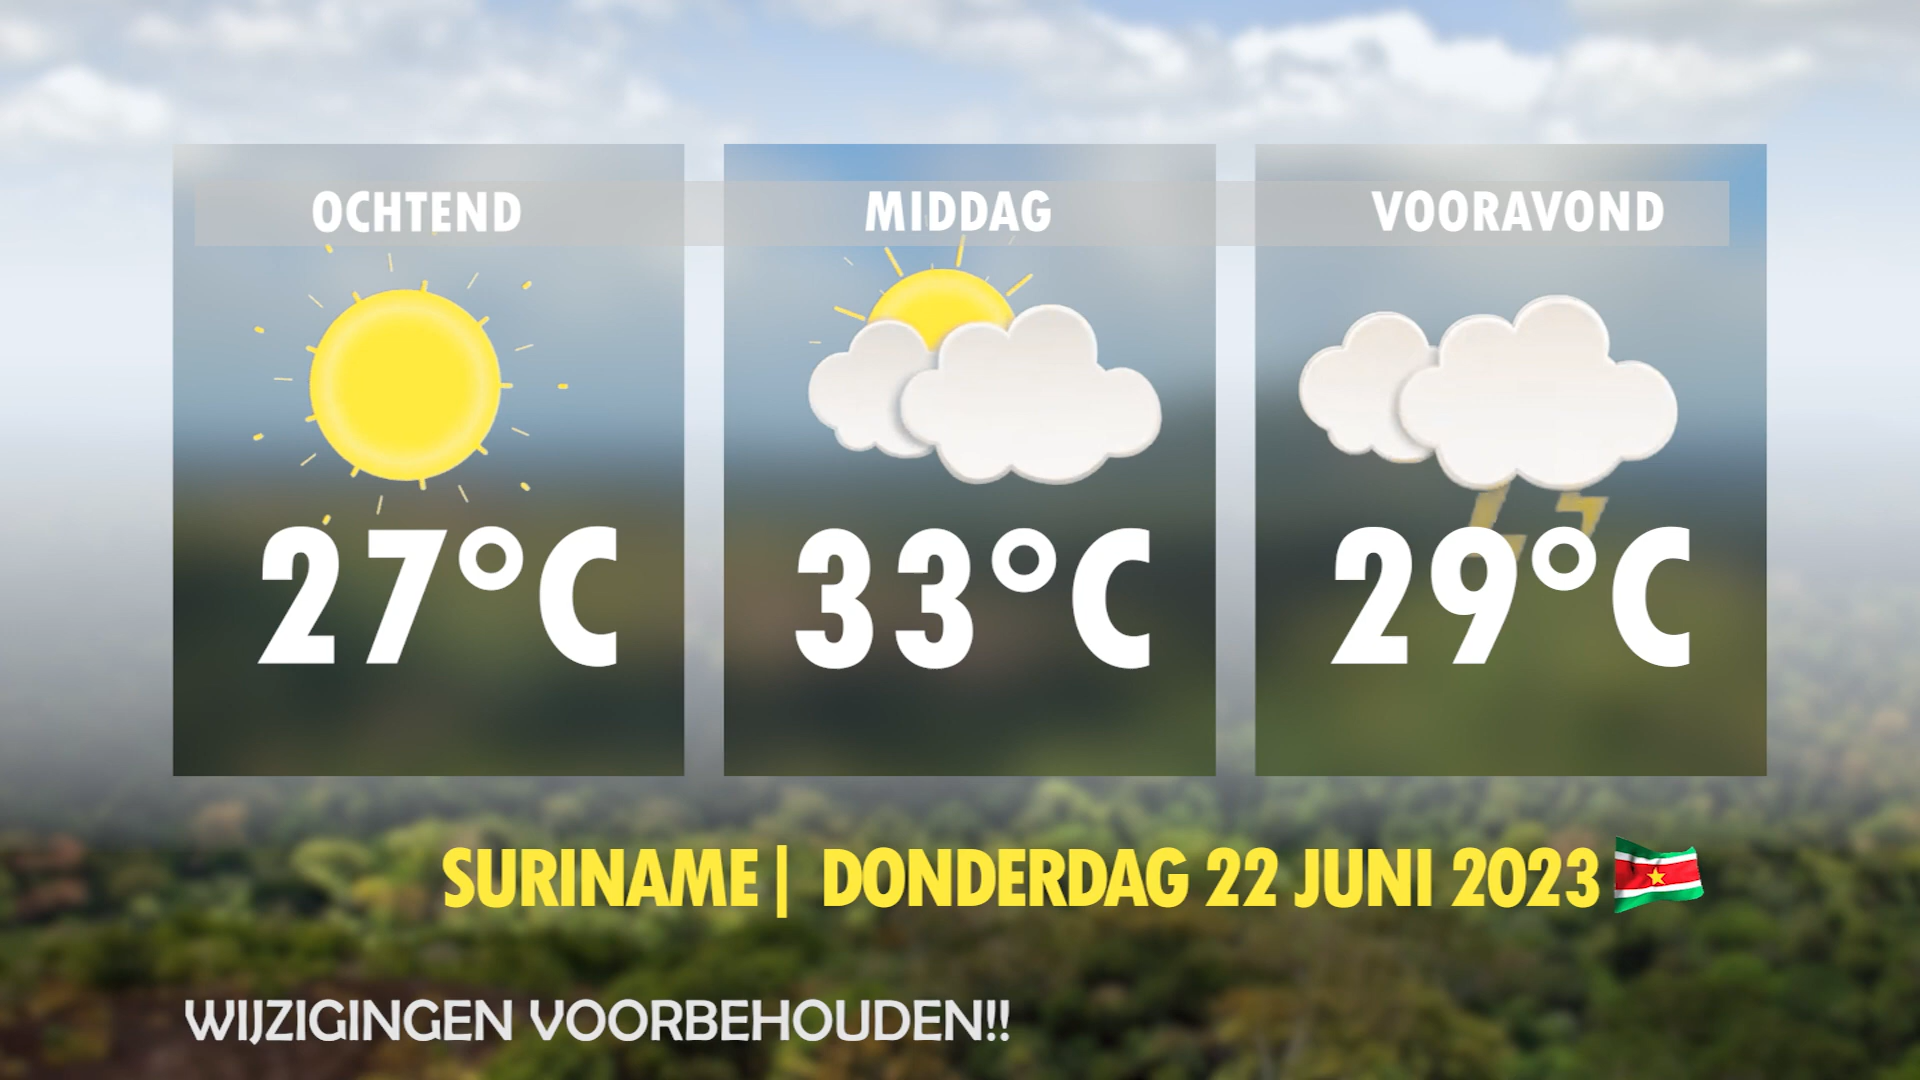 OCHTEND
MIDDAG
VOORAVOND
27°C
33°C
29°C
SURINAME| DONDERDAG 22 JUNI 2023
WIJZIGINGEN VOORBEHOUDEN!!